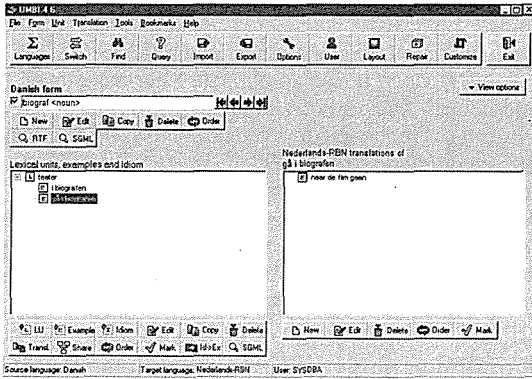 OMBI 4.6
File Form Unit Translation Tools Bookmarks Help
Languages Switch Find Query Import Export Options User Layout Repair Customize Exit
Danish form
View options
biograf <noun>
New Edit Copy Delete Order
RTF SGML
Lexical units, examples and idiom
Nederlands-RBN translations of
gå i biografen
teater
i biografen
gå i biografen
naar de film gaan
LU Example Idiom Edit Copy Delete
New Edit Delete Order Mark
Transl. Share Order Mark Id>Ex SGML
Source language: Danish Target language: Nederlands-RBN User: SYSDBA